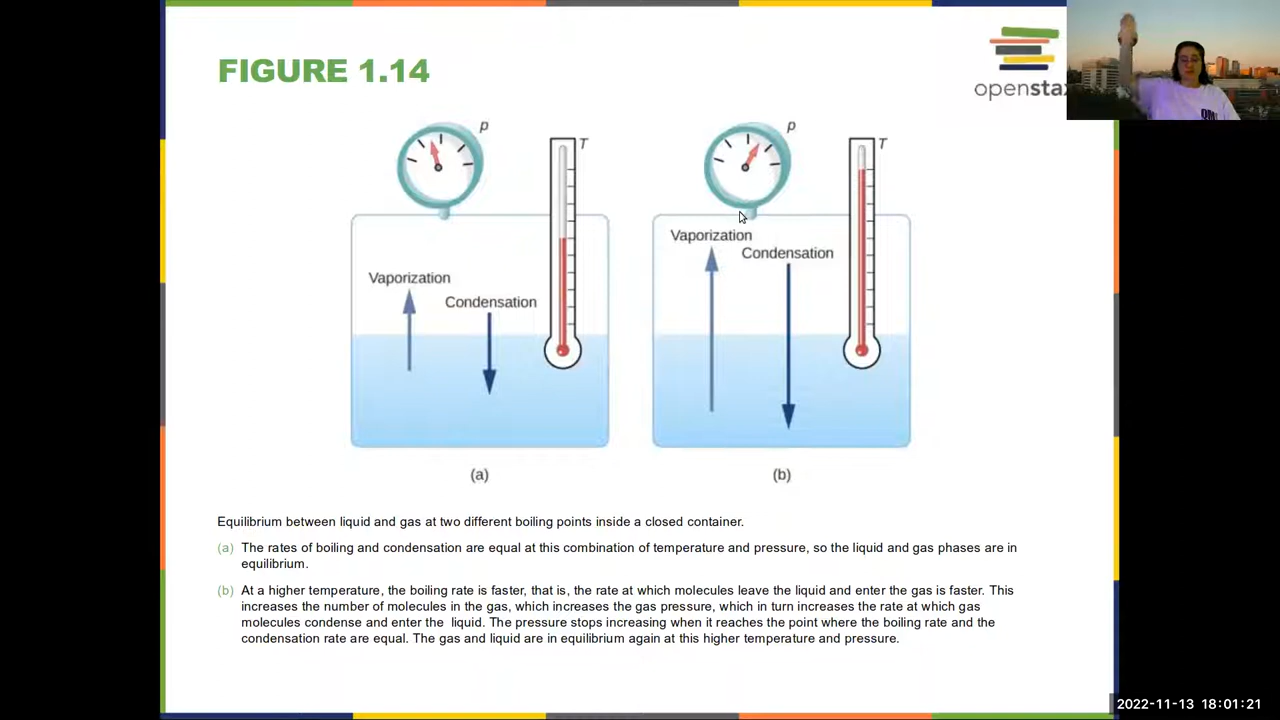 FIGURE 1.14
openstax
p
T
p
T
Vaporization
Condensation
Vaporization
Condensation
(a)
(b)
Equilibrium between liquid and gas at two different boiling points inside a closed container.
(a) The rates of boiling and condensation are equal at this combination of temperature and pressure, so the liquid and gas phases are in
equilibrium.
(b) At a higher temperature, the boiling rate is faster, that is, the rate at which molecules leave the liquid and enter the gas is faster. This
increases the number of molecules in the gas, which increases the gas pressure, which in turn increases the rate at which gas
molecules condense and enter the liquid. The pressure stops increasing when it reaches the point where the boiling rate and the
condensation rate are equal. The gas and liquid are in equilibrium again at this higher temperature and pressure.
2022-11-13 18:01:21